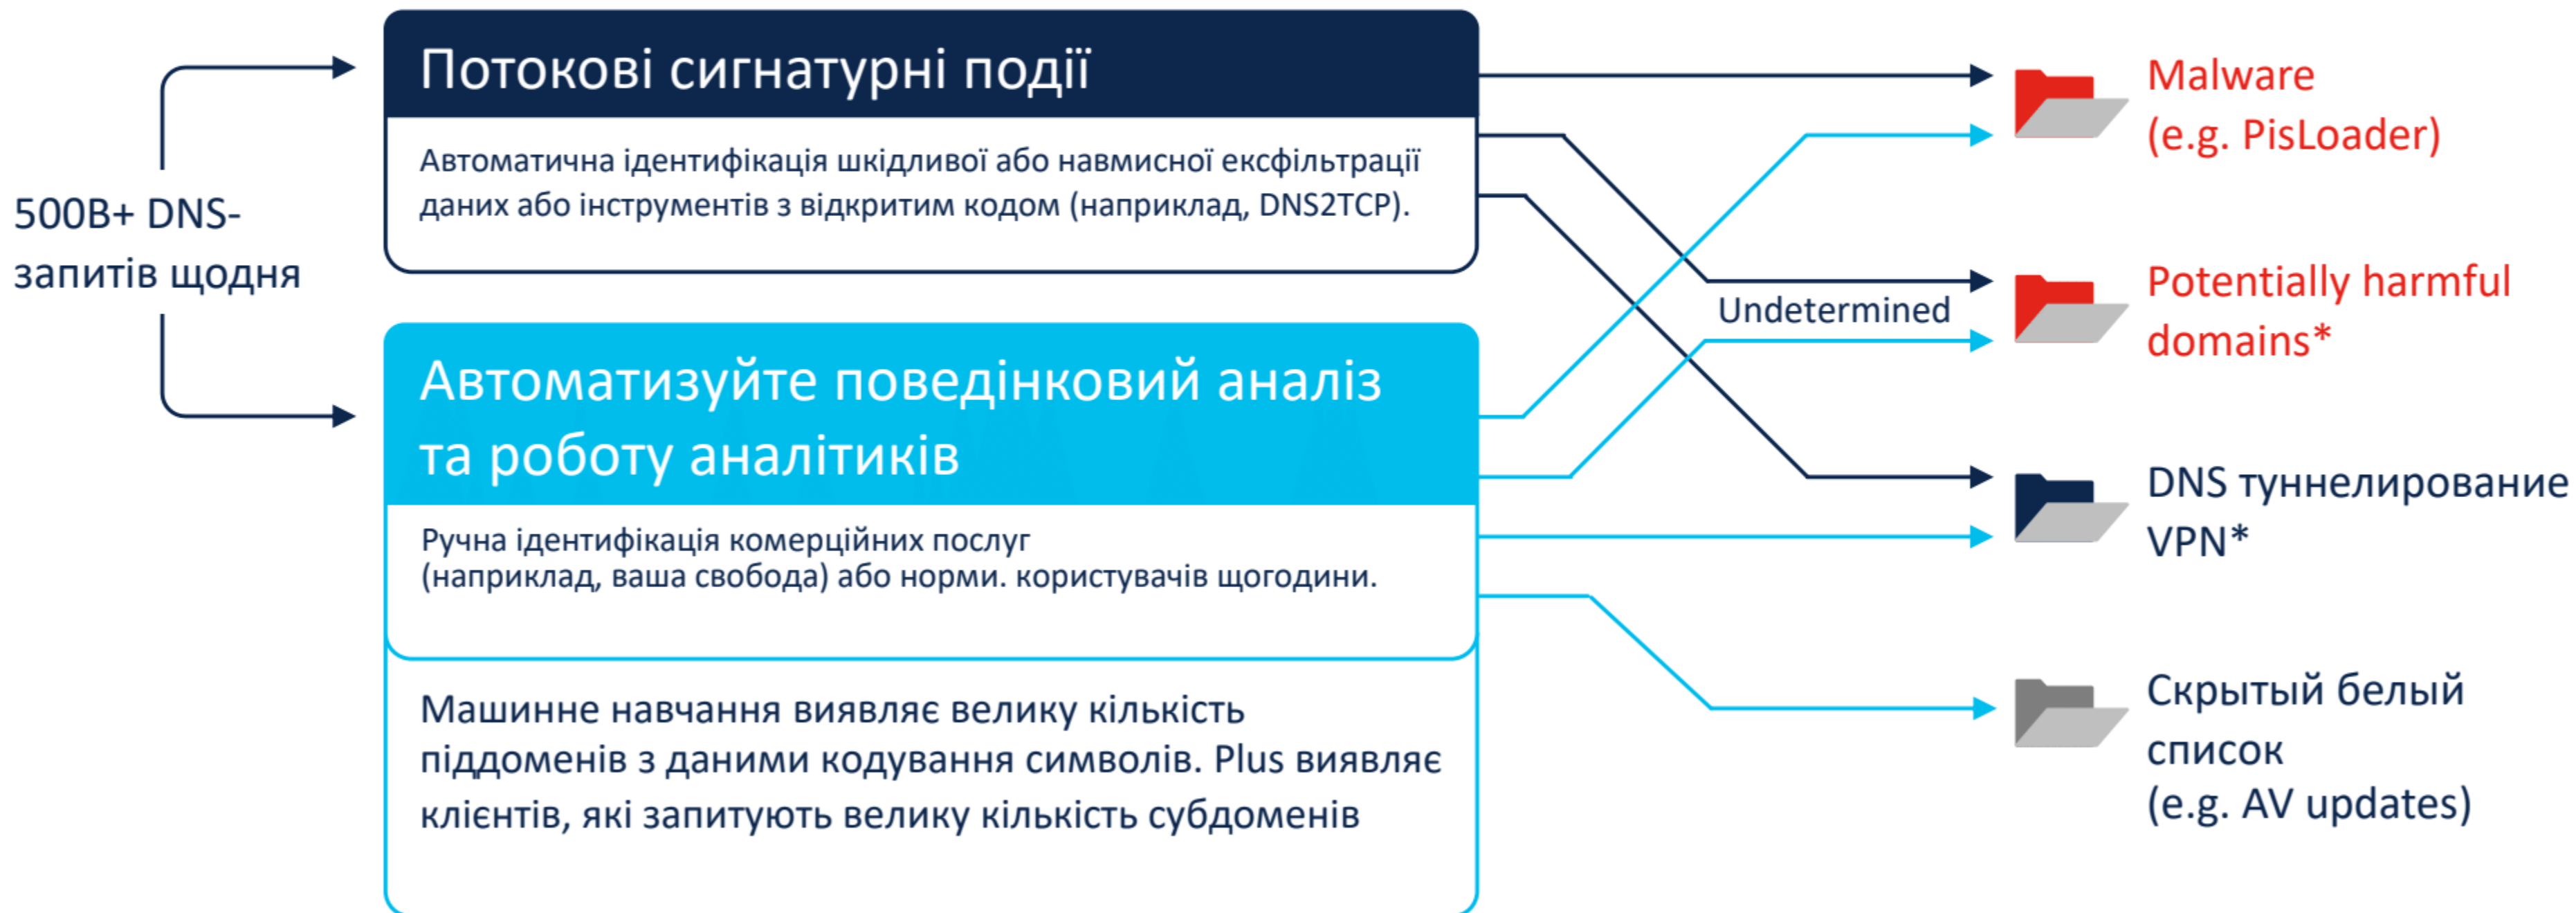 500B+ DNS-
запитів щодня
Потокові сигнатурні події
Автоматична ідентифікація шкідливої або навмисної ексфільтрації
даних або інструментів з відкритим кодом (наприклад, DNS2TCP).
Автоматизуйте поведінковий аналіз
та роботу аналітиків
Ручна ідентифікація комерційних послуг
(наприклад, ваша свобода) або норми. користувачів щогодини.
Машинне навчання виявляє велику кількість
піддоменів з даними кодування символів. Plus виявляє
клієнтів, які запитують велику кількість субдоменів
Undetermined
Malware
(e.g. PisLoader)
Potentially harmful
domains*
DNS туннелирование
VPN*
Скрытый белый
список
(e.g. AV updates)